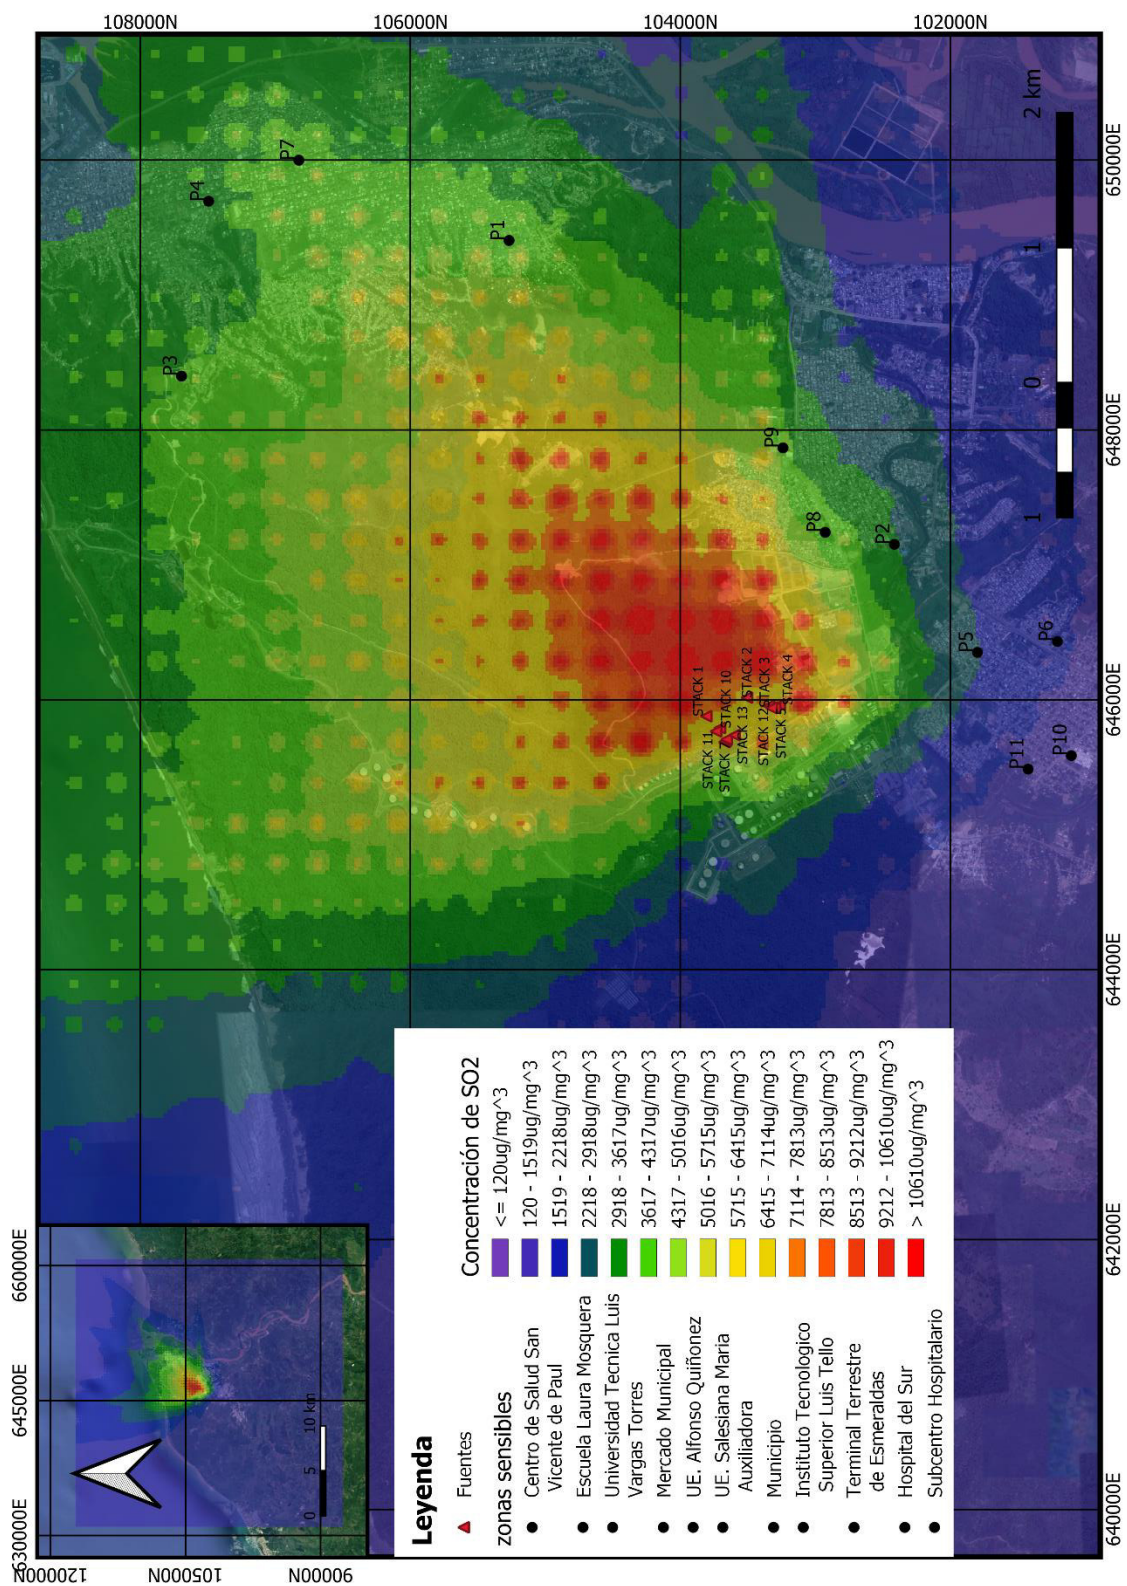 108000N
106000N
104000N
102000N
650000E
648000E
646000E
644000E
642000E
640000E
P7
P4
P1
P3
P9
P8
P2
P5
P6
P11
P10
STACK 1
STACK 10
STACK 2
STACK 11
STACK 7
STACK 13
STACK 3
STACK 12
STACK 4
STACK 5
1
0
1
2 km
630000E
645000E
660000E
120000N
105000N
90000N
0
5
10 km
Leyenda
Fuentes
zonas sensibles
Centro de Salud San
Vicente de Paul
Escuela Laura Mosquera
Universidad Tecnica Luis
Vargas Torres
Mercado Municipal
UE. Alfonso Quiñonez
UE. Salesiana Maria
Auxiliadora
Municipio
Instituto Tecnologico
Superior Luis Tello
Terminal Terrestre
de Esmeraldas
Hospital del Sur
Subcentro Hospitalario
Concentración de SO2
<= 120ug/mg^3
120 - 1519ug/mg^3
1519 - 2218ug/mg^3
2218 - 2918ug/mg^3
2918 - 3617ug/mg^3
3617 - 4317ug/mg^3
4317 - 5016ug/mg^3
5016 - 5715ug/mg^3
5715 - 6415ug/mg^3
6415 - 7114ug/mg^3
7114 - 7813ug/mg^3
7813 - 8513ug/mg^3
8513 - 9212ug/mg^3
9212 - 10610ug/mg^3
> 10610ug/mg^3